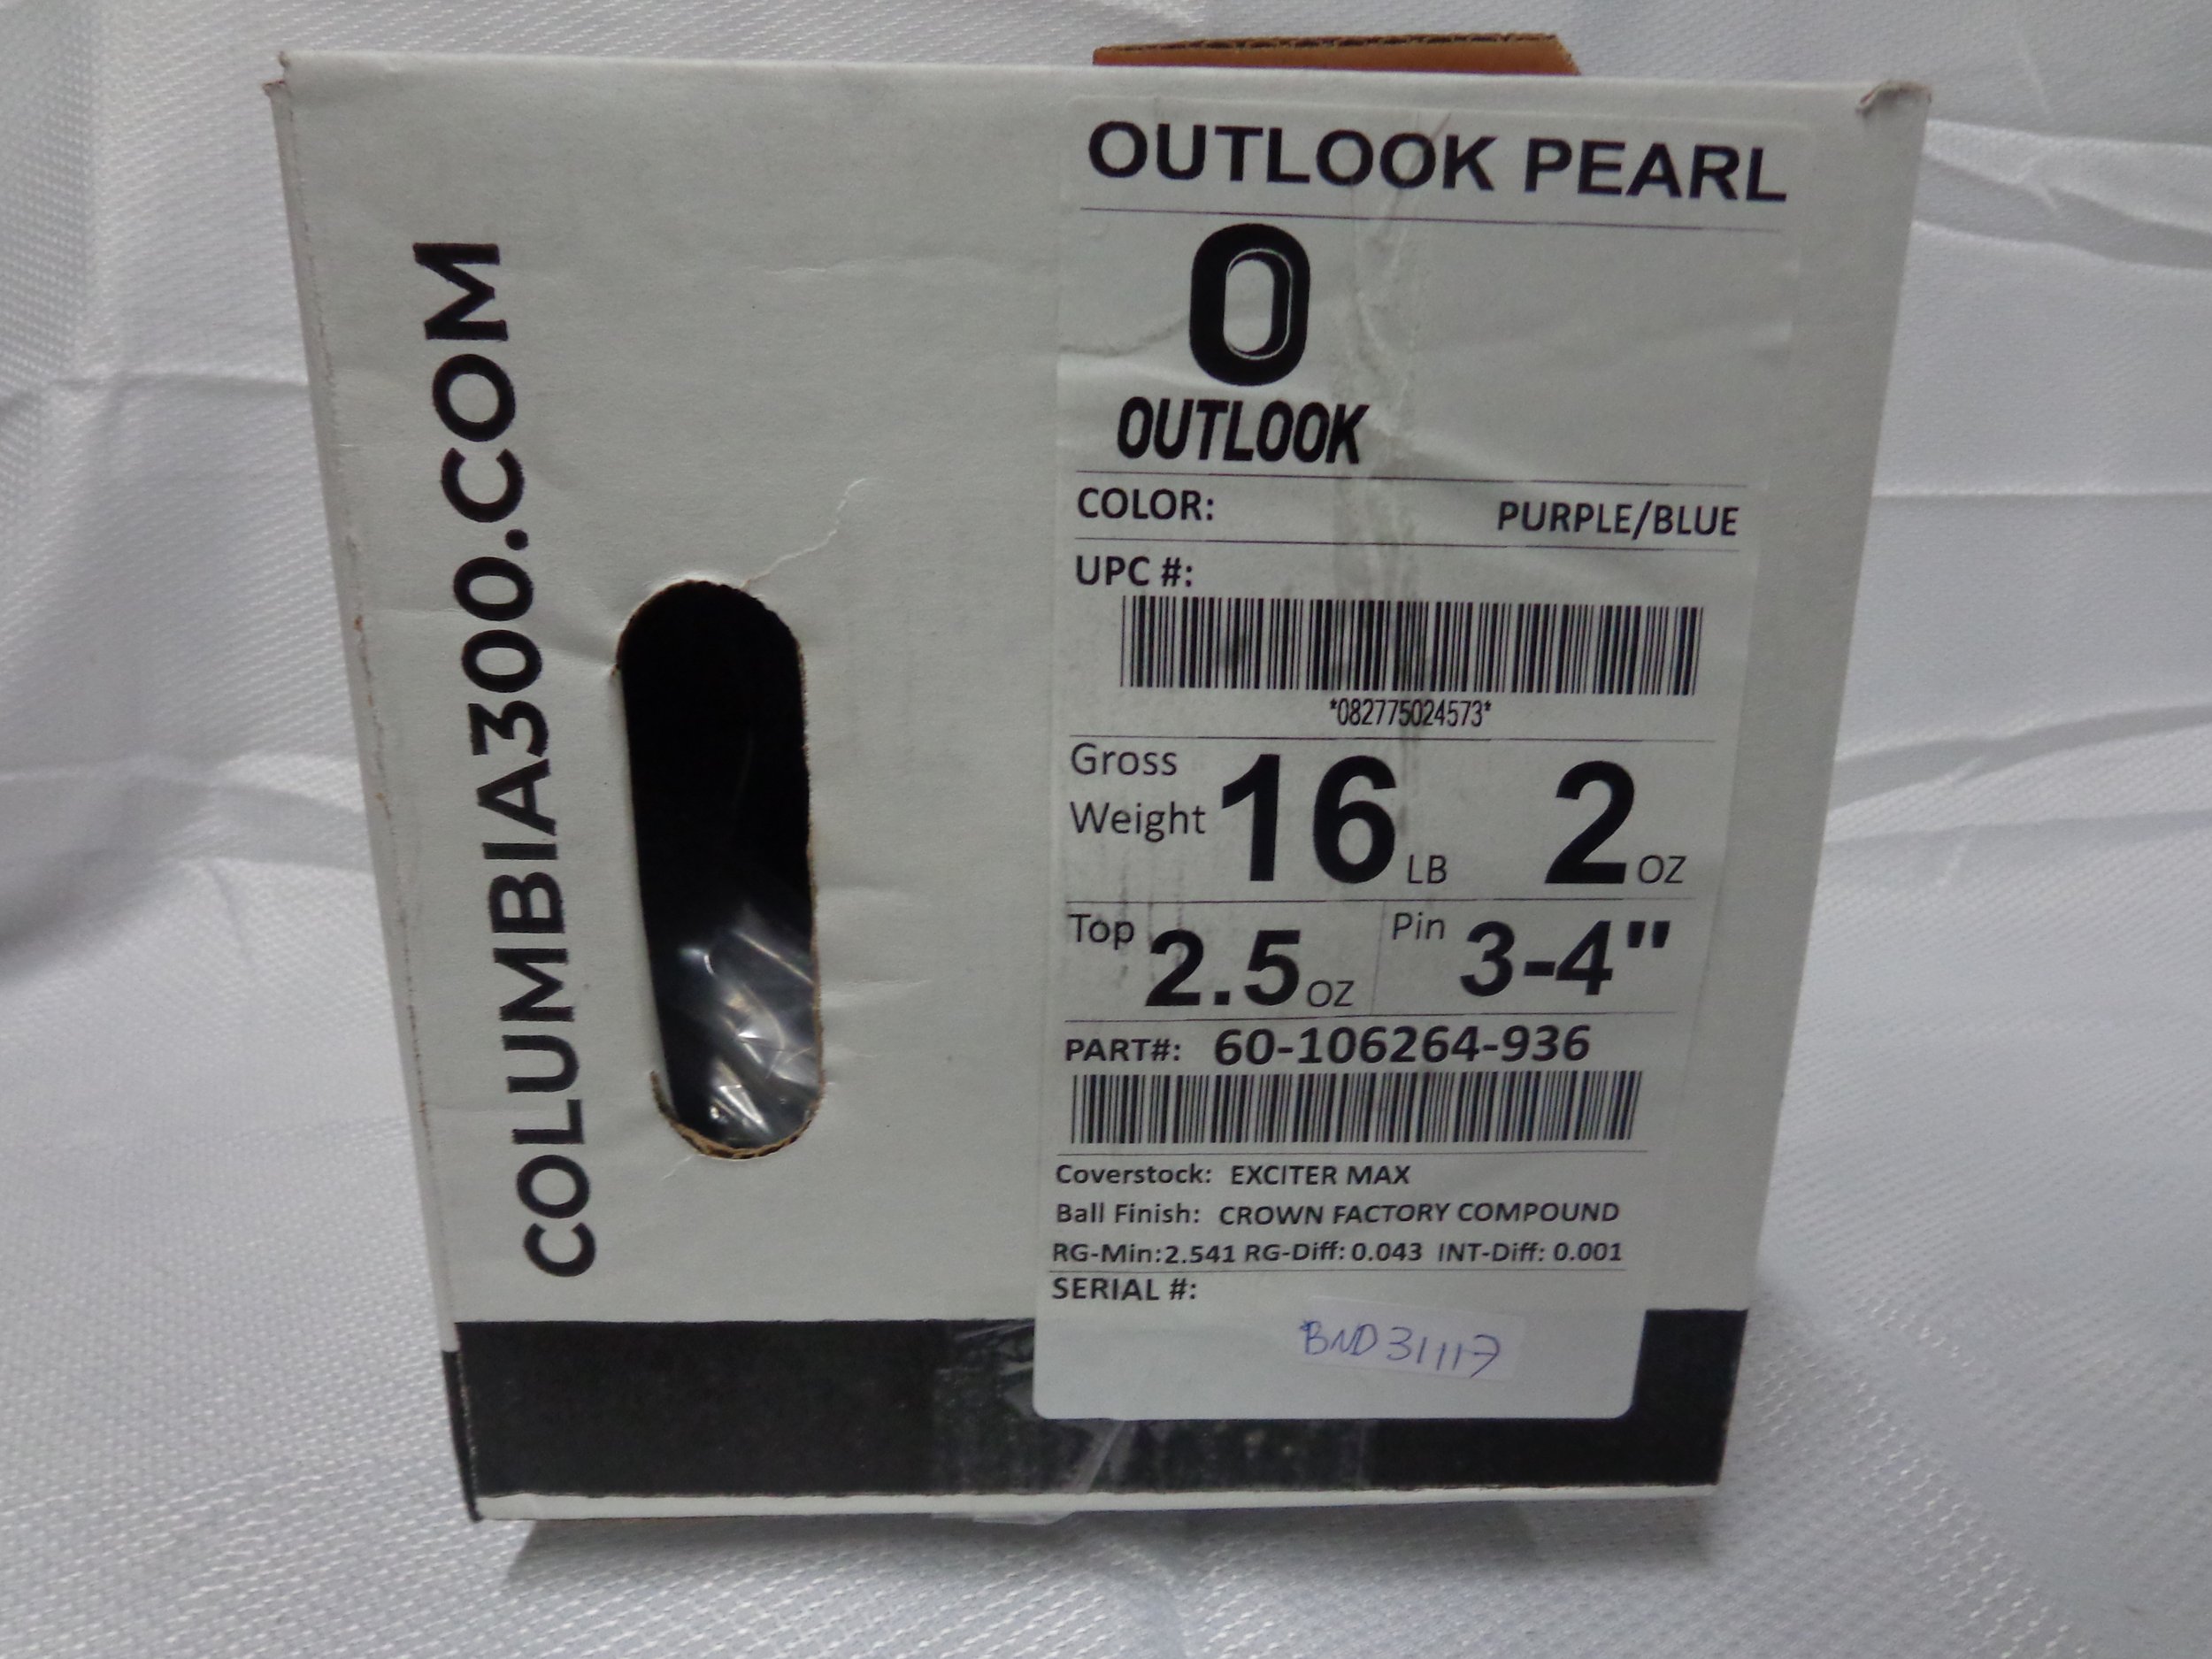 COLUMBIA300.COM
OUTLOOK PEARL
O
OUTLOOK
COLOR: PURPLE/BLUE
UPC #:
*082775024573*
Gross Weight 16 LB 2 OZ
Top 2.5 OZ Pin 3-4"
PART#: 60-106264-936
Coverstock: EXCITER MAX
Ball Finish: CROWN FACTORY COMPOUND
RG-Min:2.541 RG-Diff: 0.043 INT-Diff: 0.001
SERIAL #:
BND31117